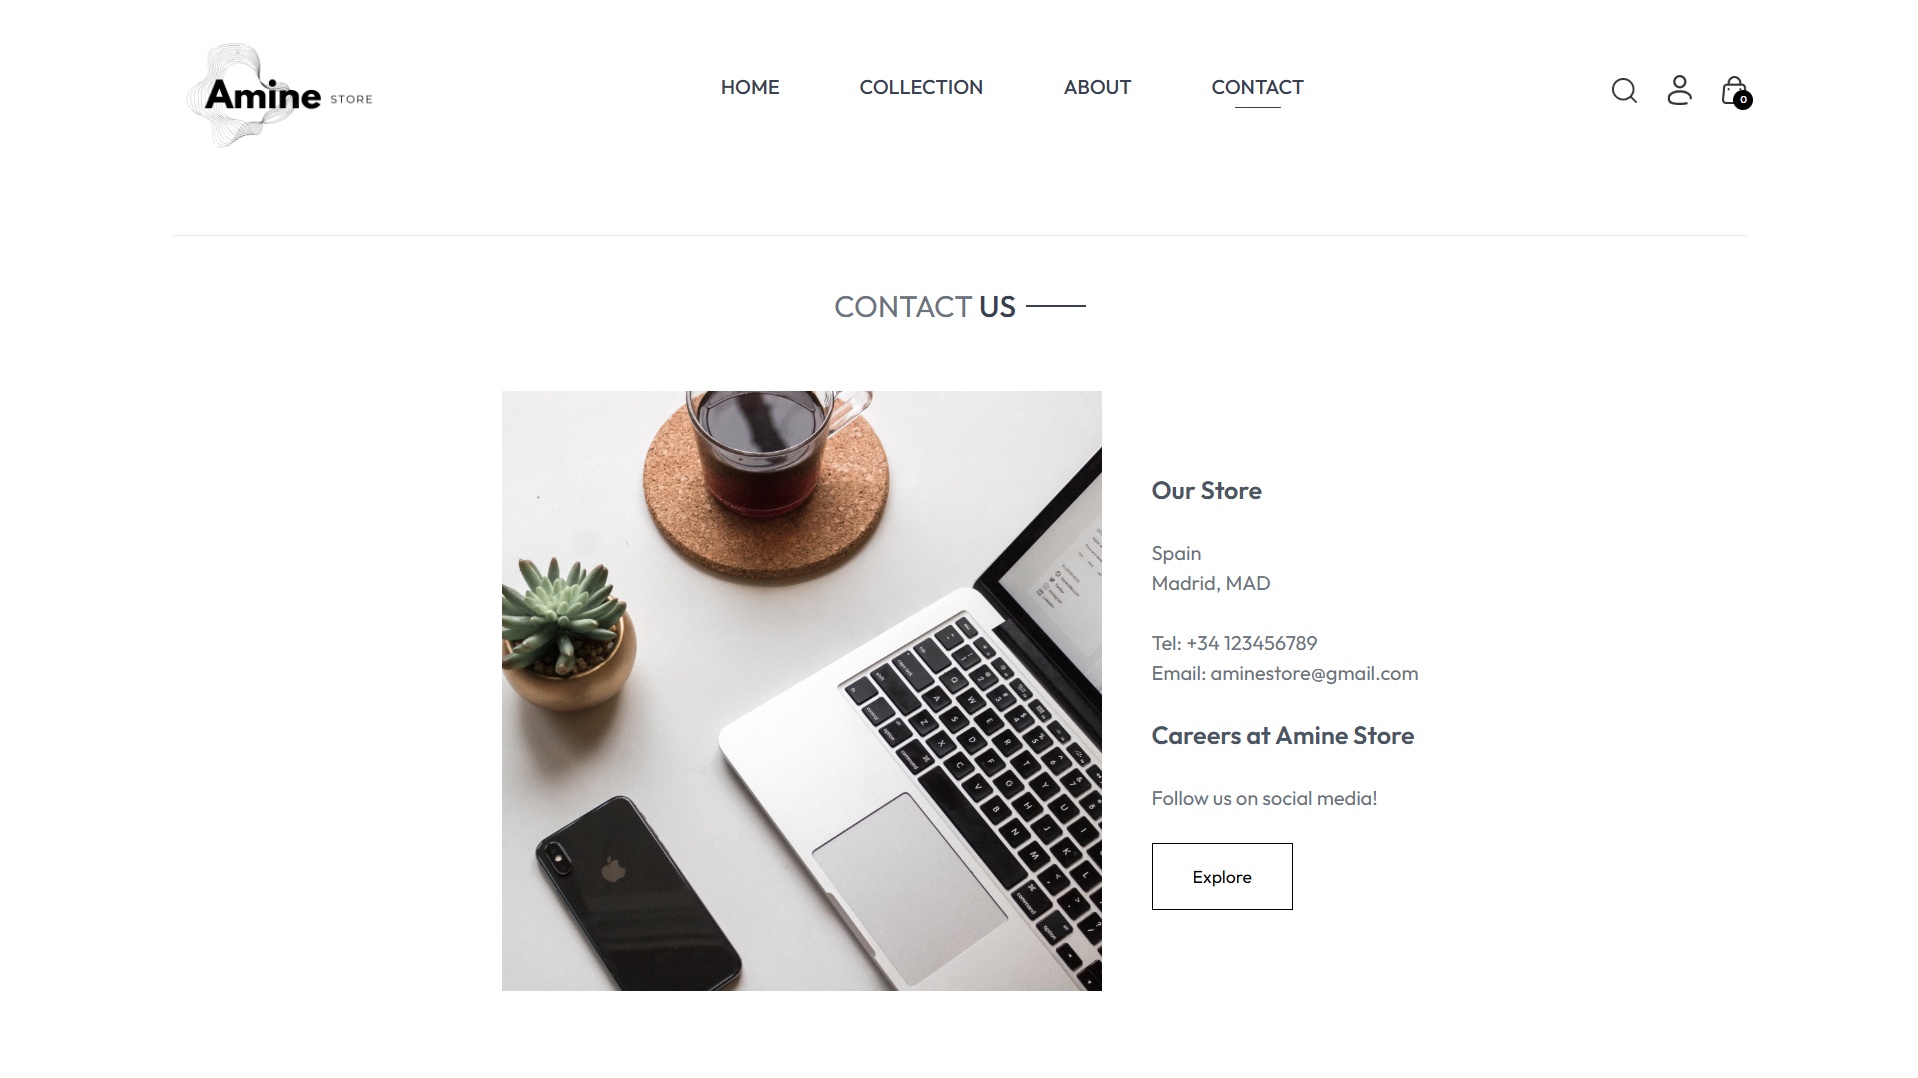 Amine STORE
HOME
COLLECTION
ABOUT
CONTACT
0
CONTACT US
Our Store
Spain
Madrid, MAD
Tel: +34 123456789
Email: aminestore@gmail.com
Careers at Amine Store
Follow us on social media!
Explore